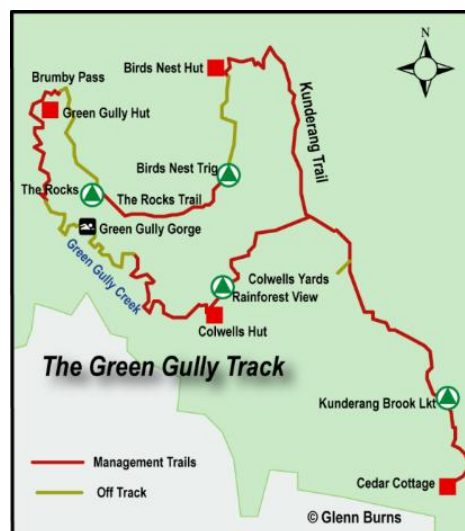 N
Birds Nest Hut
Brumby Pass
Kunderang Trail
Green Gully Hut
Birds Nest Trig
The Rocks
The Rocks Trail
Green Gully Gorge
Green Gully Creek
Colwells Yards
Rainforest View
Colwells Hut
The Green Gully Track
Kunderang Brook Lkt
Management Trails
Cedar Cottage
Off Track
© Glenn Burns